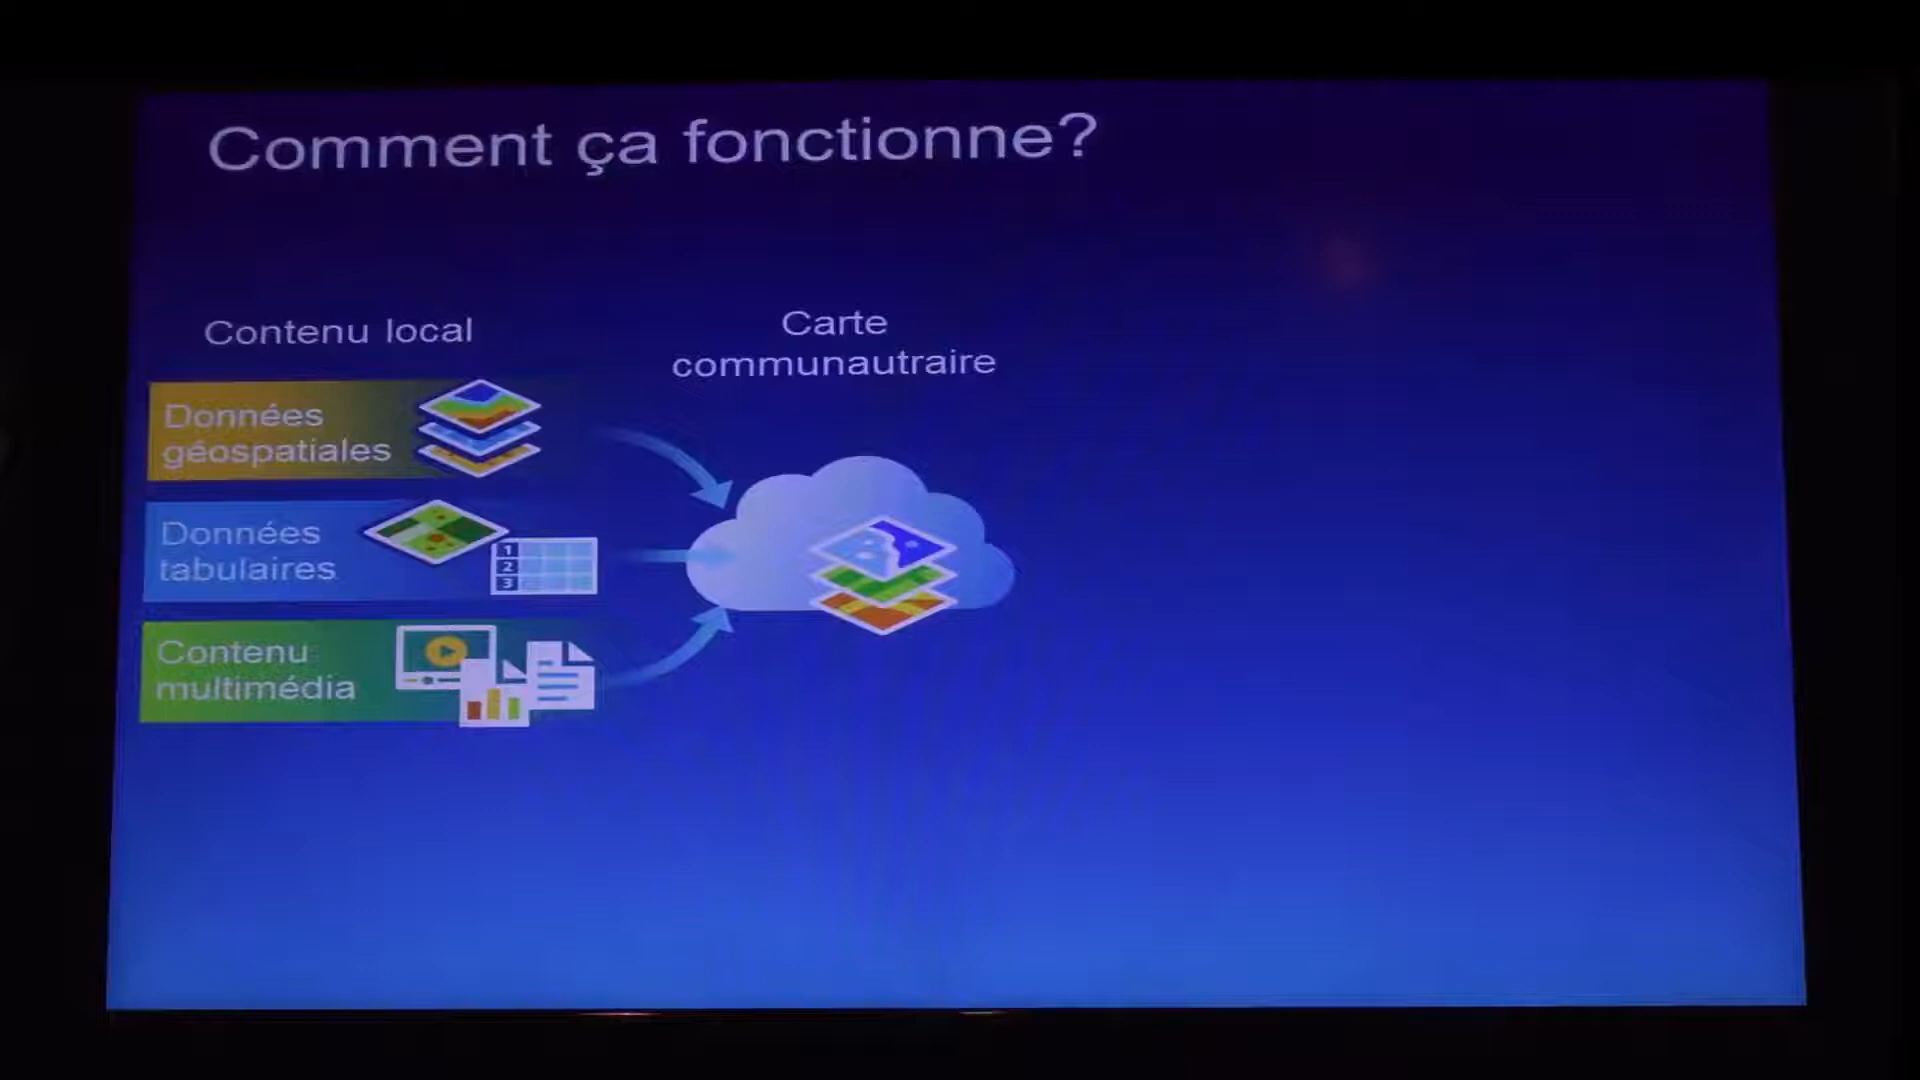 Comment ça fonctionne?
Contenu local
Données
géospatiales
Données
tabulaires
1
2
3
Contenu
multimédia
Carte
communautraire